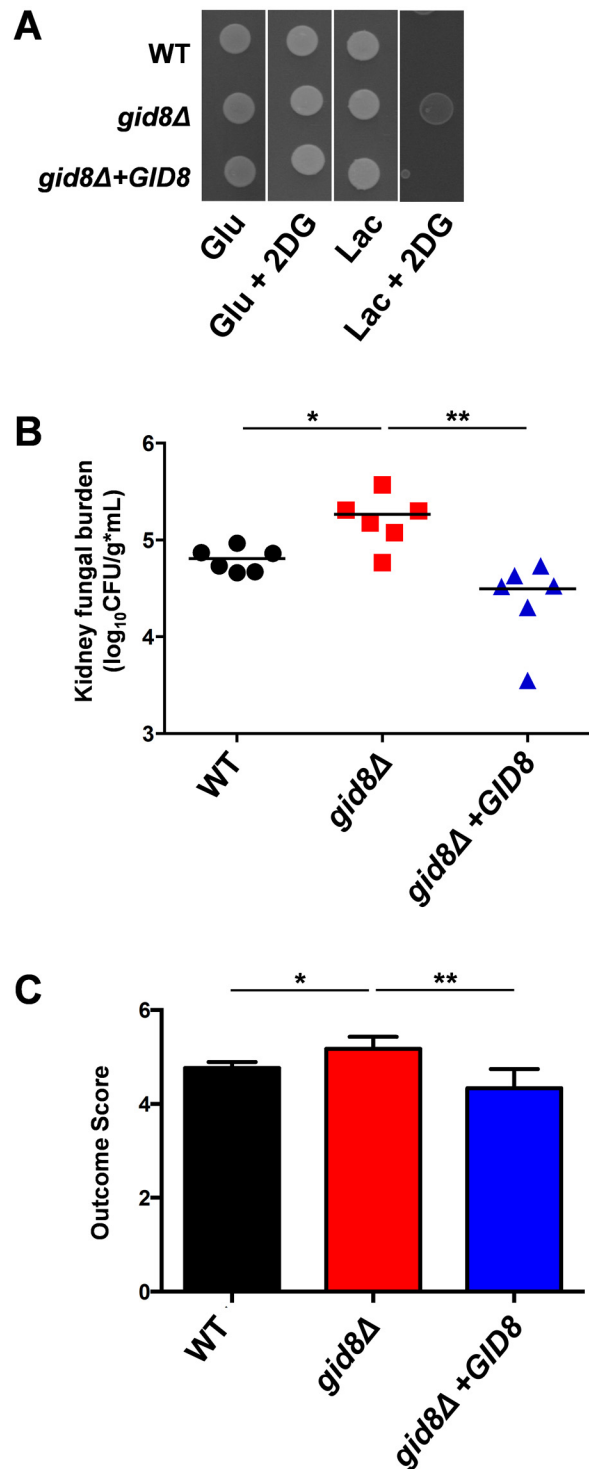 A
WT
gid8Δ
gid8Δ+GID8
Glu
Glu + 2DG
Lac
Lac + 2DG
B
* **
6
5
4
3
Kidney fungal burden
(log₁₀CFU/g*mL)
WT
gid8Δ
gid8Δ +GID8
C
* **
6
4
2
0
Outcome Score
WT
gid8Δ
gid8Δ +GID8